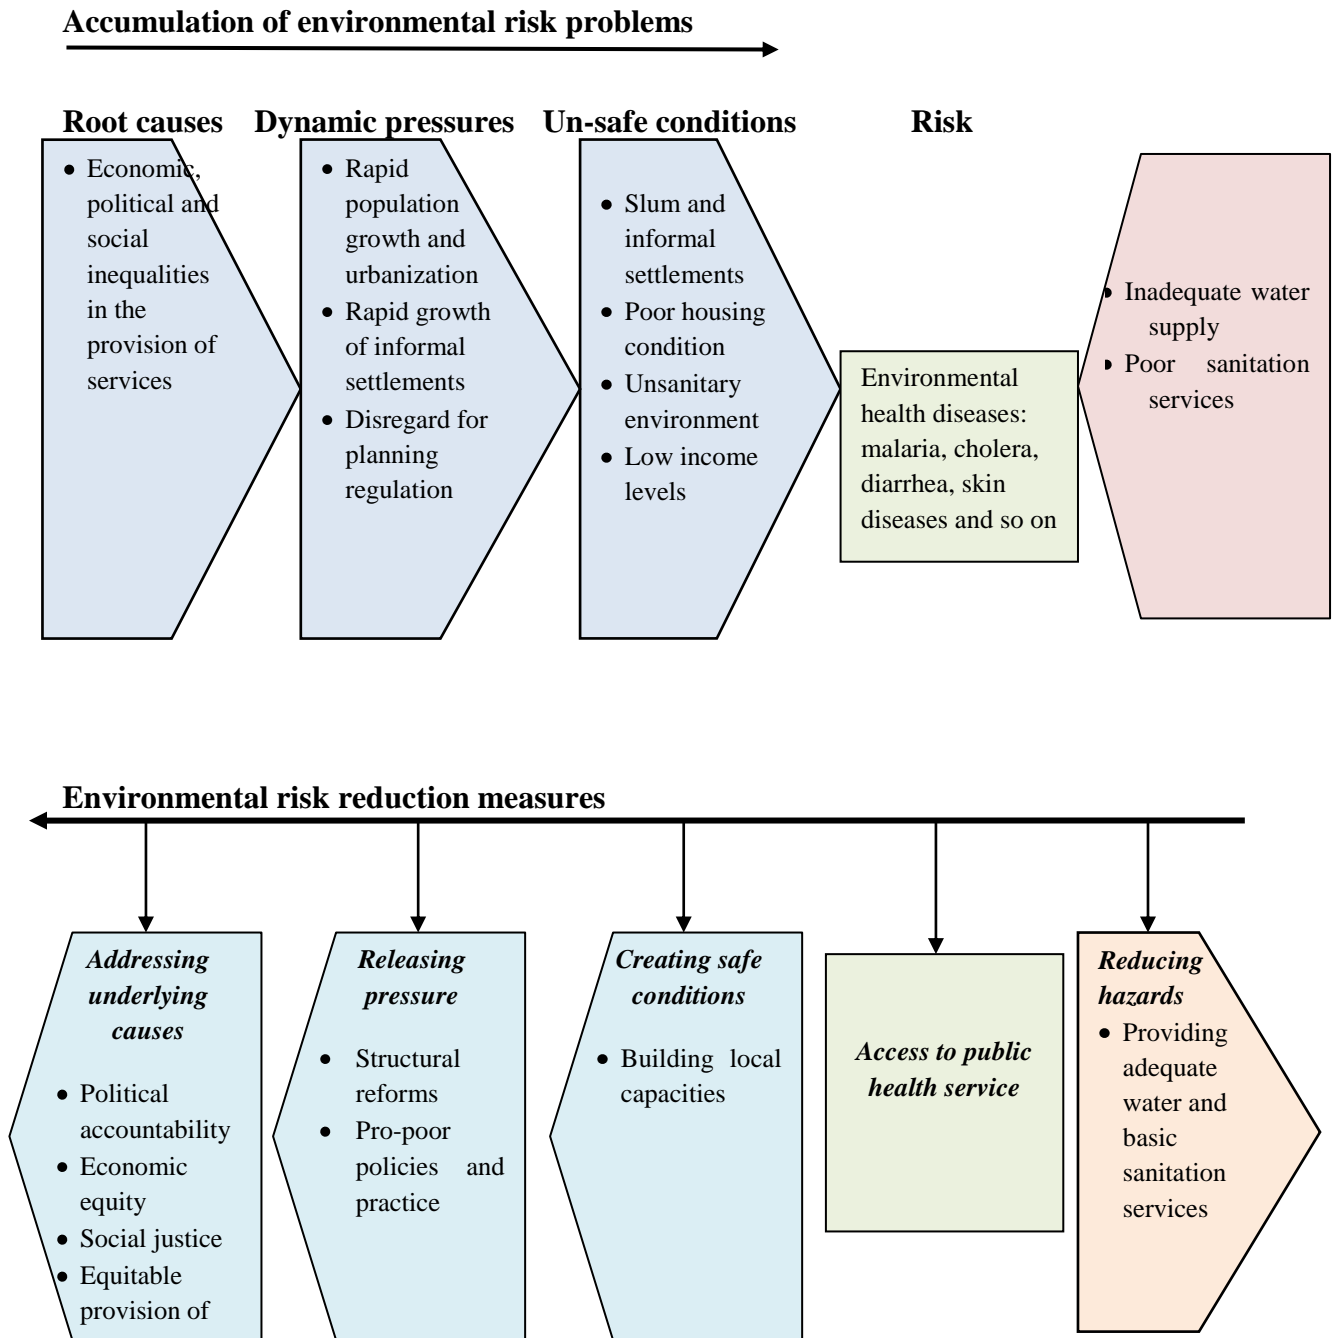 Accumulation of environmental risk problems
Root causes
Dynamic pressures
Un-safe conditions
Risk
• Economic,
political and
social
inequalities
in the
provision of
services
• Rapid
population
growth and
urbanization
• Rapid growth
of informal
settlements
• Disregard for
planning
regulation
• Slum and
informal
settlements
• Poor housing
condition
• Unsanitary
environment
• Low income
levels
Environmental
health diseases:
malaria, cholera,
diarrhea, skin
diseases and so on
• Inadequate water
supply
• Poor sanitation
services
Environmental risk reduction measures
Addressing
underlying
causes
• Political
accountability
• Economic
equity
• Social justice
• Equitable
provision of
Releasing
pressure
• Structural
reforms
• Pro-poor
policies and
practice
Creating safe
conditions
• Building local
capacities
Access to public
health service
Reducing
hazards
• Providing
adequate
water and
basic
sanitation
services